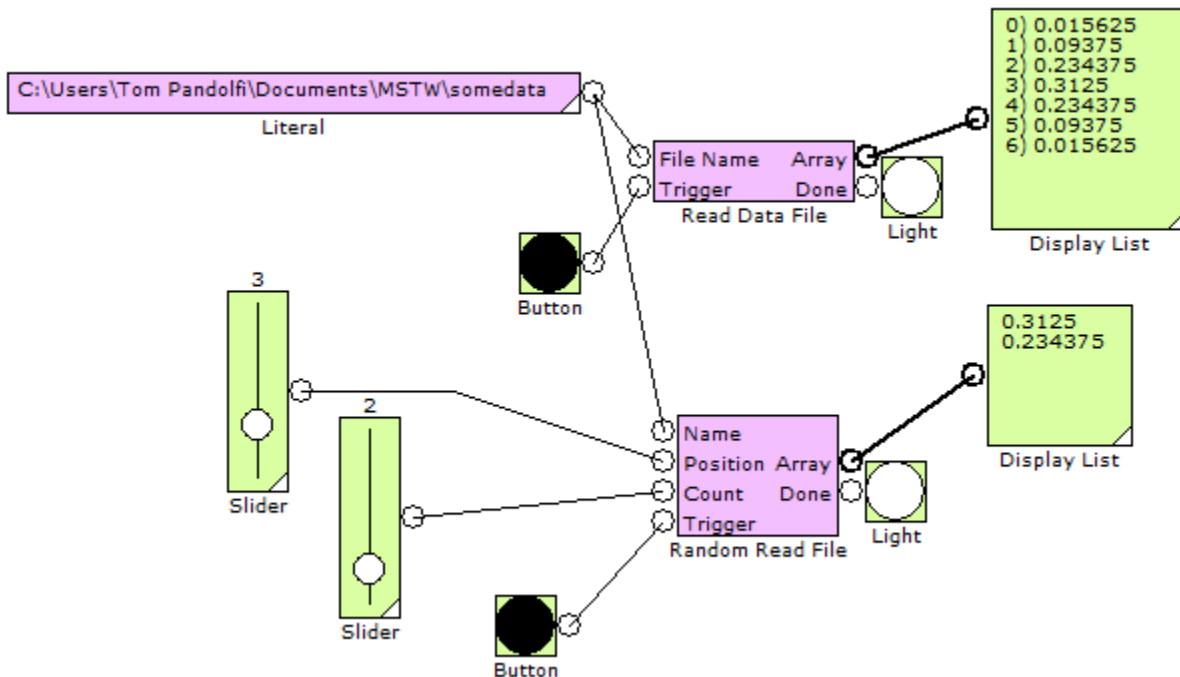 C:\Users\Tom Pandolfi\Documents\MSTW\somedata
Literal
File Name Array
Trigger Done
Read Data File
Light
0) 0.015625
1) 0.09375
2) 0.234375
3) 0.3125
4) 0.234375
5) 0.09375
6) 0.015625
Display List
Button
3
Slider
2
Slider
Name
Position Array
Count Done
Trigger
Random Read File
Light
0.3125
0.234375
Display List
Button